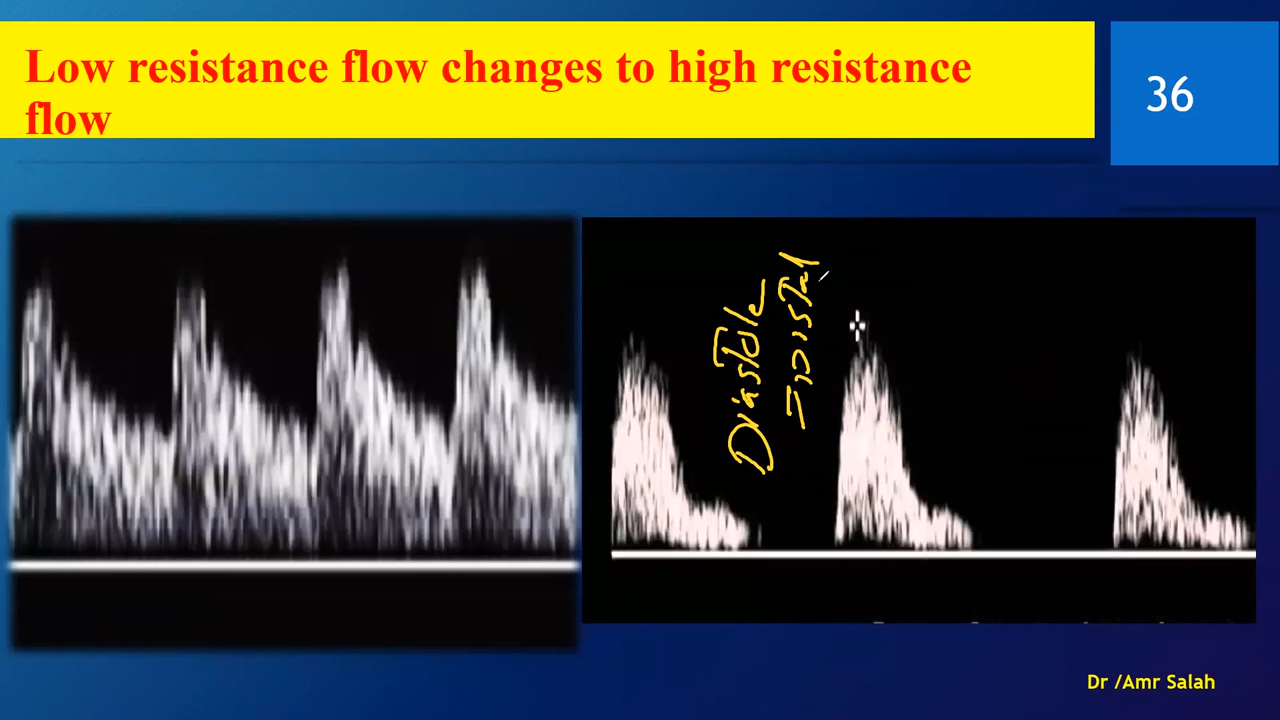 Low resistance flow changes to high resistance
flow
36
Diastole
Dr /Amr Salah